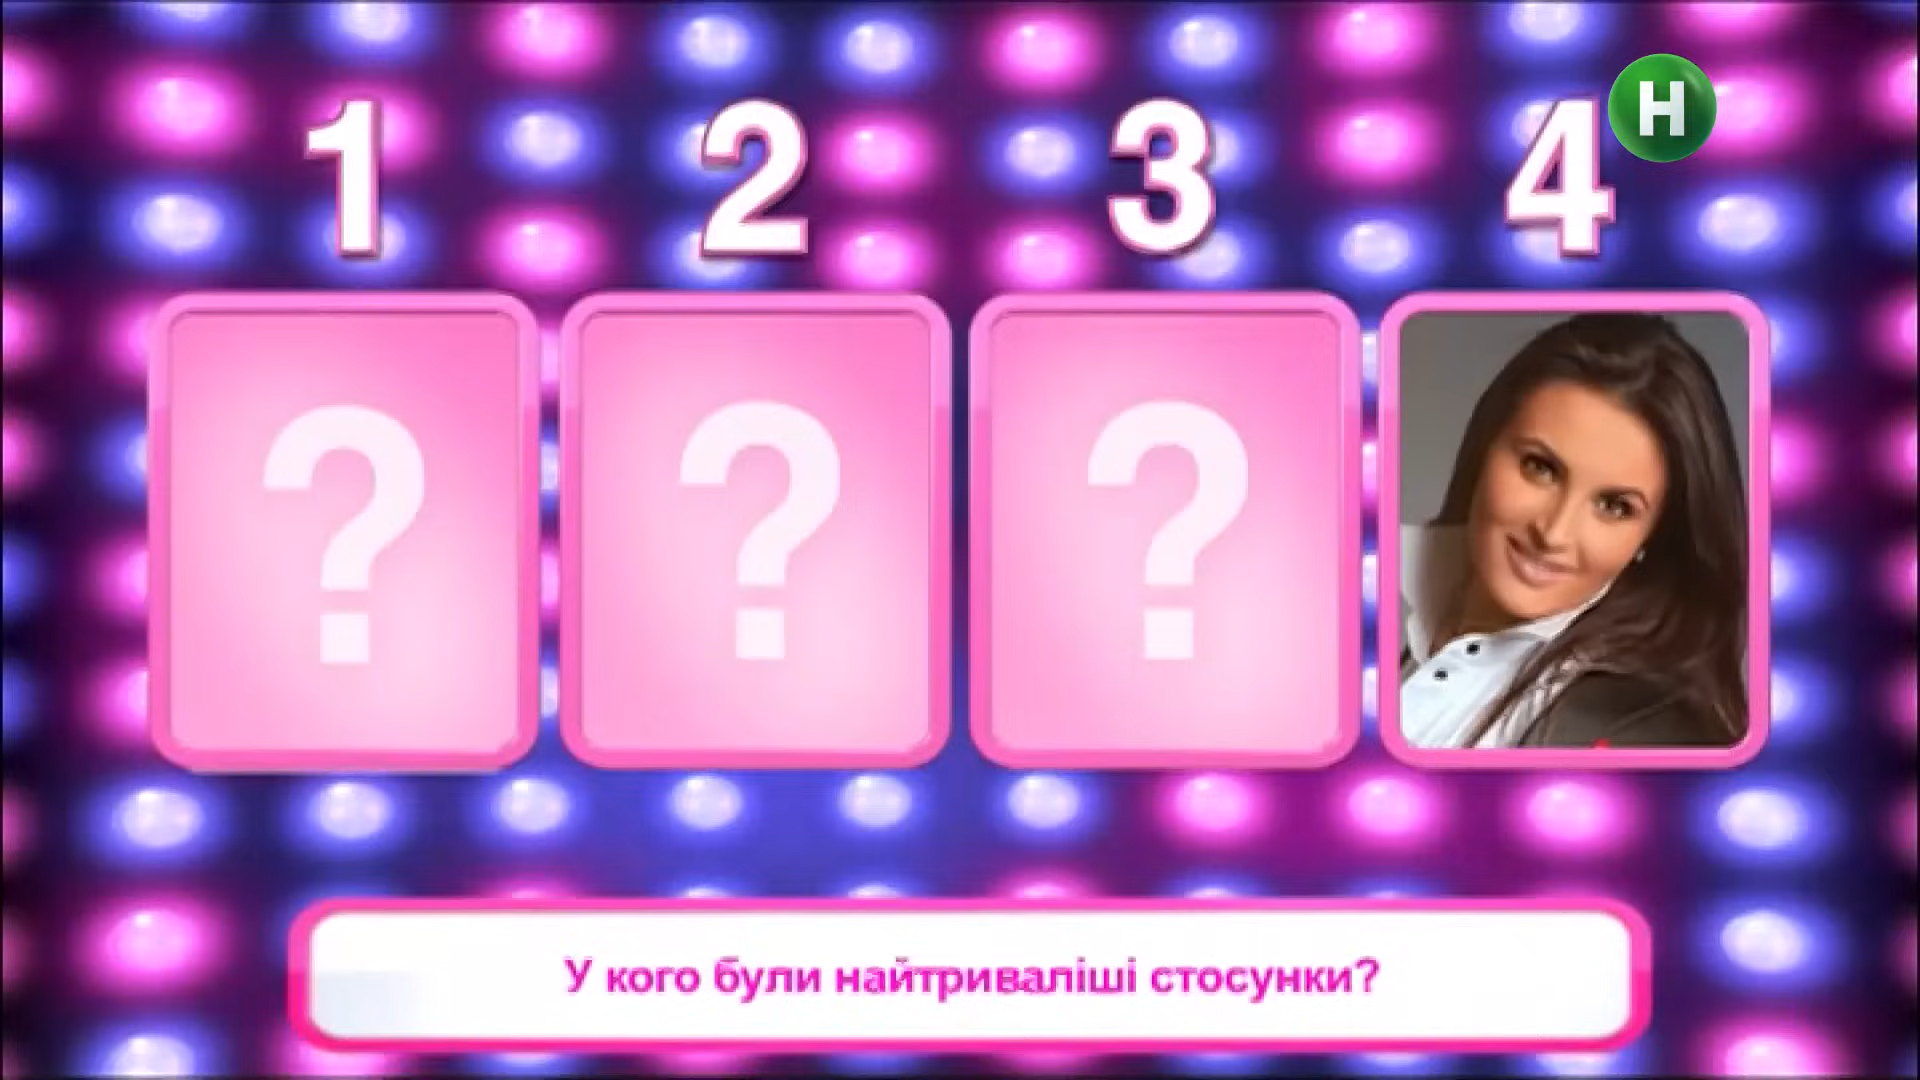 1 2 3 4
Н
? ? ?
У кого були найтриваліші стосунки?